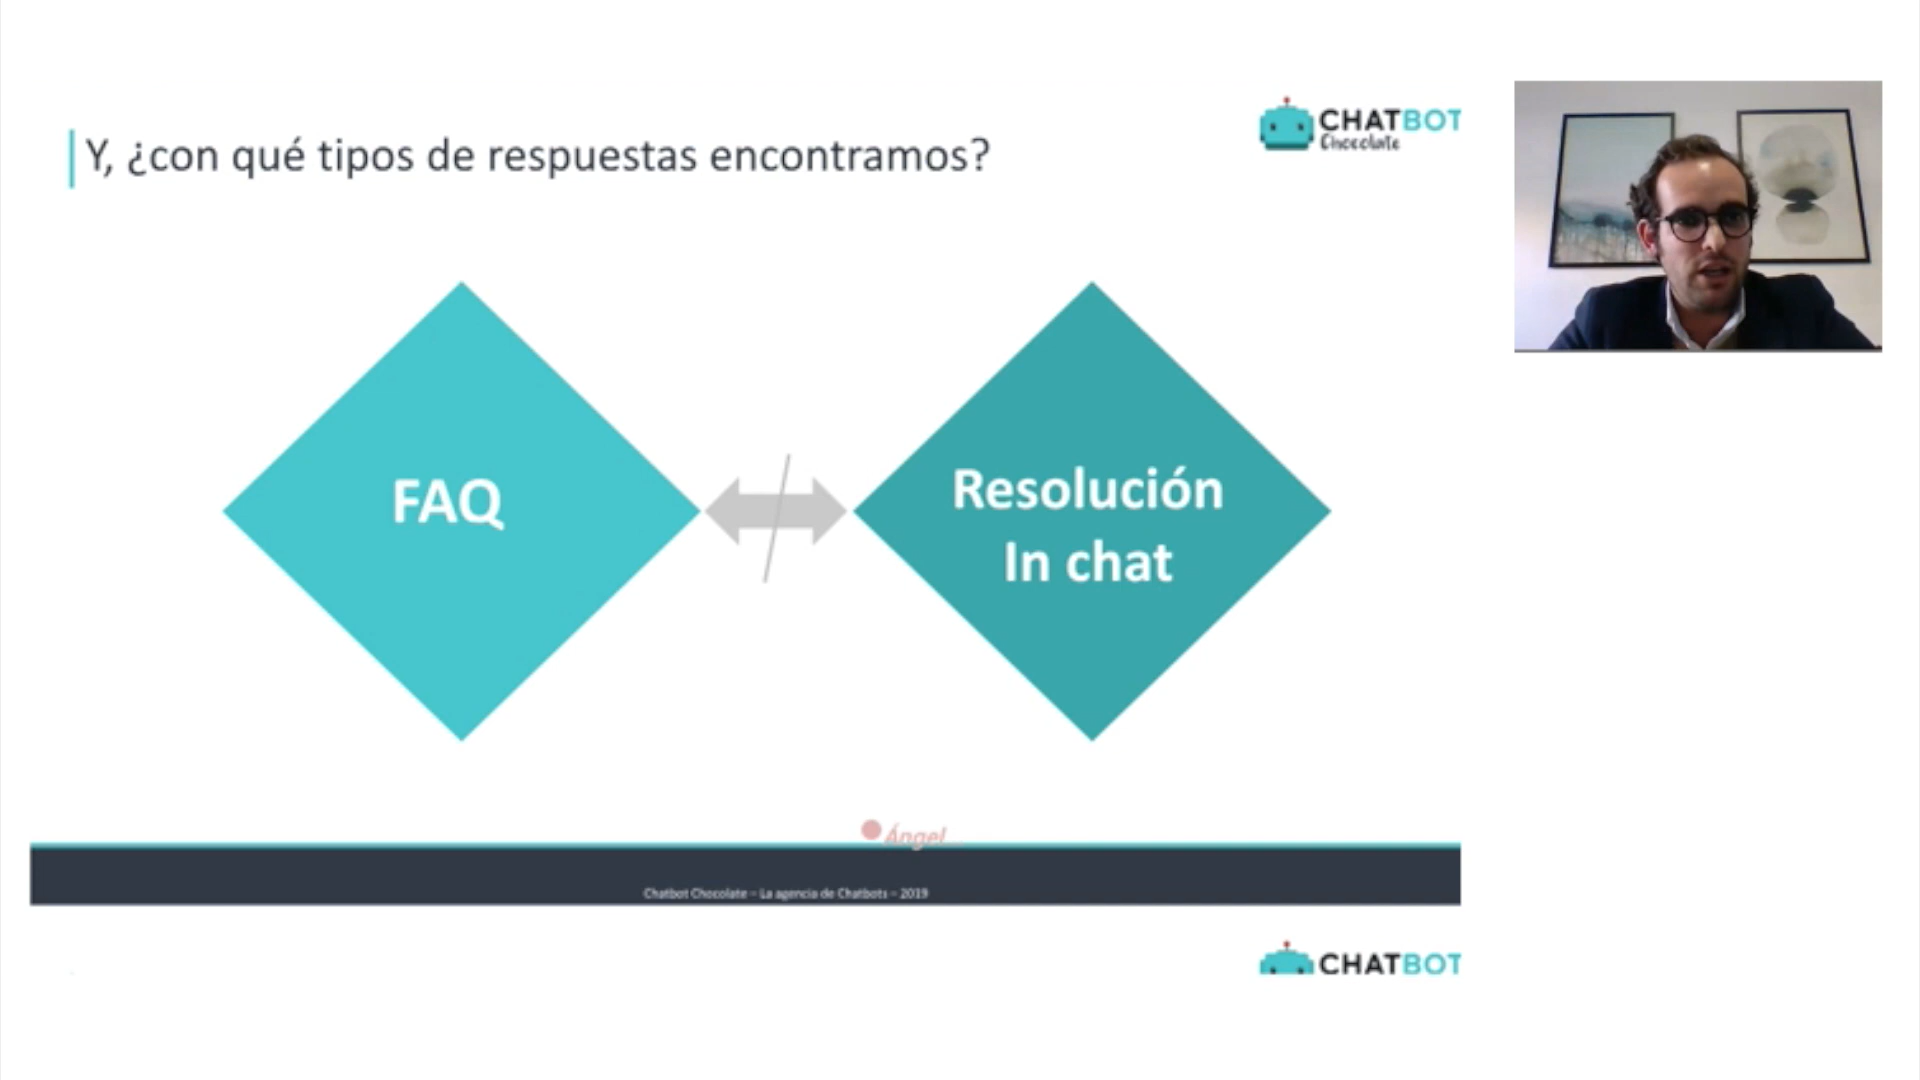 Y, ¿con qué tipos de respuestas encontramos?
CHATBOT
Chocolate
FAQ
Resolución
In chat
Ángel
Chatbot Chocolate – La agencia de Chatbots – 2019
CHATBOT